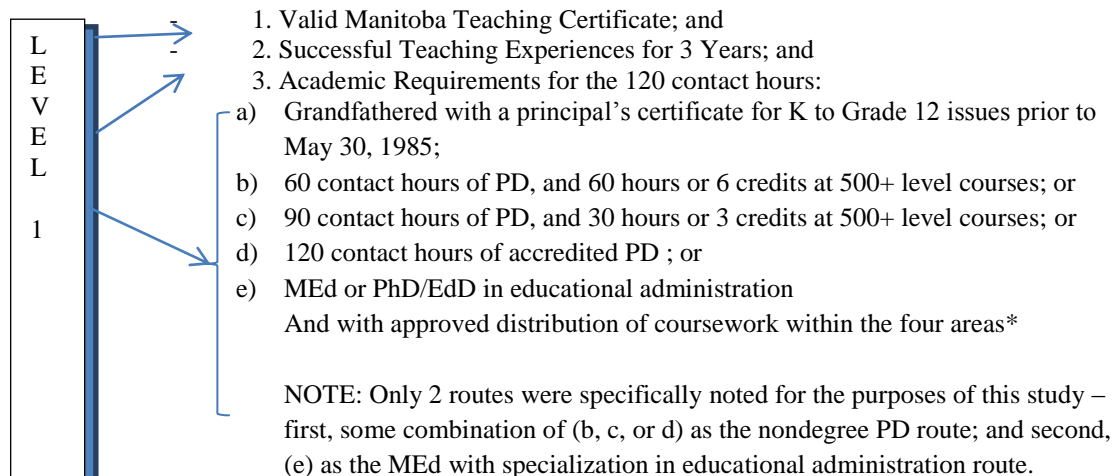 LEVEL 1
1. Valid Manitoba Teaching Certificate; and
2. Successful Teaching Experiences for 3 Years; and
3. Academic Requirements for the 120 contact hours:
a) Grandfathered with a principal’s certificate for K to Grade 12 issues prior to
May 30, 1985;
b) 60 contact hours of PD, and 60 hours or 6 credits at 500+ level courses; or
c) 90 contact hours of PD, and 30 hours or 3 credits at 500+ level courses; or
d) 120 contact hours of accredited PD ; or
e) MEd or PhD/EdD in educational administration
And with approved distribution of coursework within the four areas*
NOTE: Only 2 routes were specifically noted for the purposes of this study –
first, some combination of (b, c, or d) as the nondegree PD route; and second,
(e) as the MEd with specialization in educational administration route.